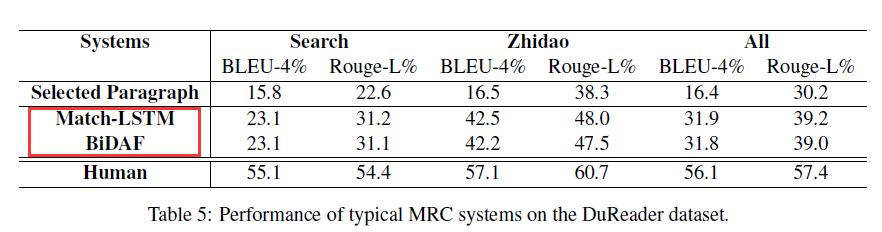 Systems Search Zhidao All
BLEU-4% Rouge-L% BLEU-4% Rouge-L% BLEU-4% Rouge-L%
Selected Paragraph 15.8 22.6 16.5 38.3 16.4 30.2
Match-LSTM 23.1 31.2 42.5 48.0 31.9 39.2
BiDAF 23.1 31.1 42.2 47.5 31.8 39.0
Human 55.1 54.4 57.1 60.7 56.1 57.4
Table 5: Performance of typical MRC systems on the DuReader dataset.